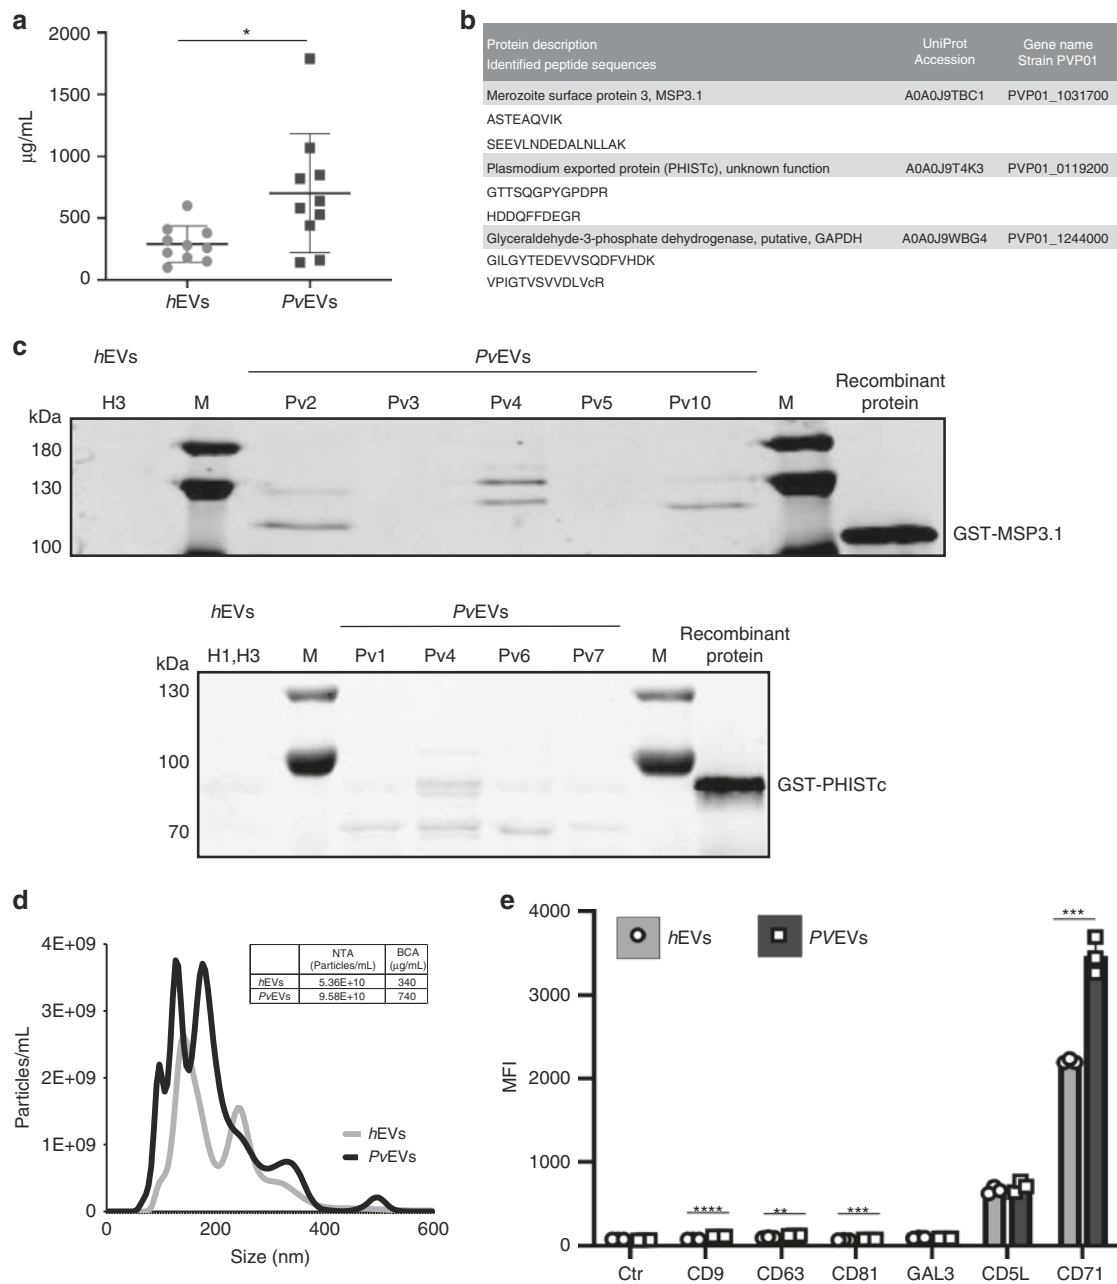 a
2000
1500
1000
500
0
μg/mL
*
hEVs
PvEVs
b
Protein description
Identified peptide sequences
UniProt
Accession
Gene name
Strain PVP01
Merozoite surface protein 3, MSP3.1 A0A0J9TBC1 PVP01_1031700
ASTEAQVIK
SEEVLNDEDALNLLAK
Plasmodium exported protein (PHISTc), unknown function A0A0J9T4K3 PVP01_0119200
GTTSQGPYGPDPR
HDDQFFDEGR
Glyceraldehyde-3-phosphate dehydrogenase, putative, GAPDH A0A0J9WBG4 PVP01_1244000
GILGYTEDEVVSQDFVHDK
VPIGTVSVVDLVcR
c
hEVs
PvEVs
Recombinant
protein
H3 M Pv2 Pv3 Pv4 Pv5 Pv10 M
kDa
180
130
100
GST-MSP3.1
hEVs
PvEVs
Recombinant
protein
H1,H3 M Pv1 Pv4 Pv6 Pv7 M
kDa
130
100
70
GST-PHISTc
d
4E+09
3E+09
2E+09
1E+09
0
Particles/mL
NTA
(Particles/mL)
BCA
(μg/mL)
hEVs 5.36E+10 340
PvEVs 9.58E+10 740
hEVs
PvEVs
0 200 400 600
Size (nm)
e
4000
3000
2000
1000
0
MFI
hEVs
PVEVs
****
**
***
***
Ctr CD9 CD63 CD81 GAL3 CD5L CD71